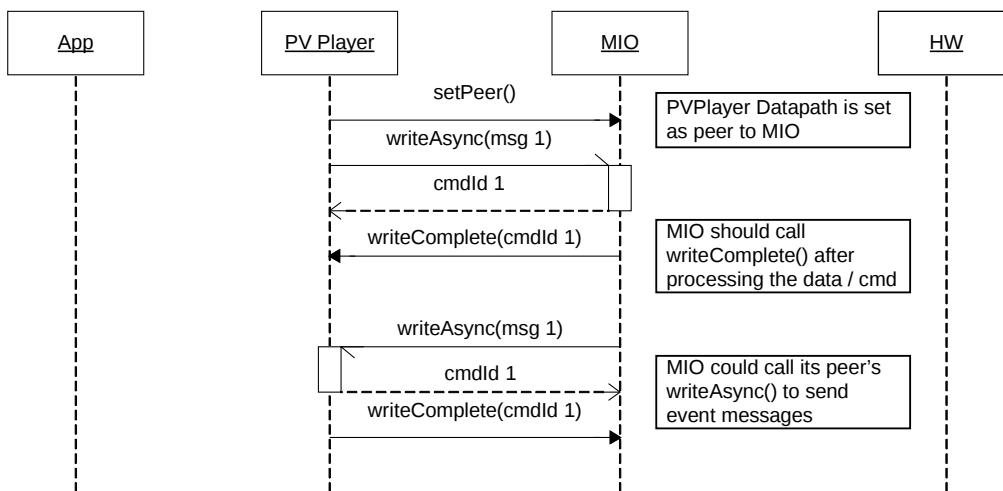 App
PV Player
MIO
HW
setPeer()
PVPlayer Datapath is set
as peer to MIO
writeAsync(msg 1)
cmdId 1
writeComplete(cmdId 1)
MIO should call
writeComplete() after
processing the data / cmd
writeAsync(msg 1)
cmdId 1
MIO could call its peer’s
writeAsync() to send
event messages
writeComplete(cmdId 1)